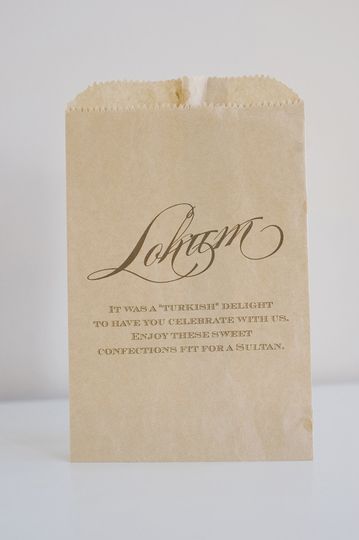 Lokum
IT WAS A "TURKISH" DELIGHT
TO HAVE YOU CELEBRATE WITH US.
ENJOY THESE SWEET
CONFECTIONS FIT FOR A SULTAN.